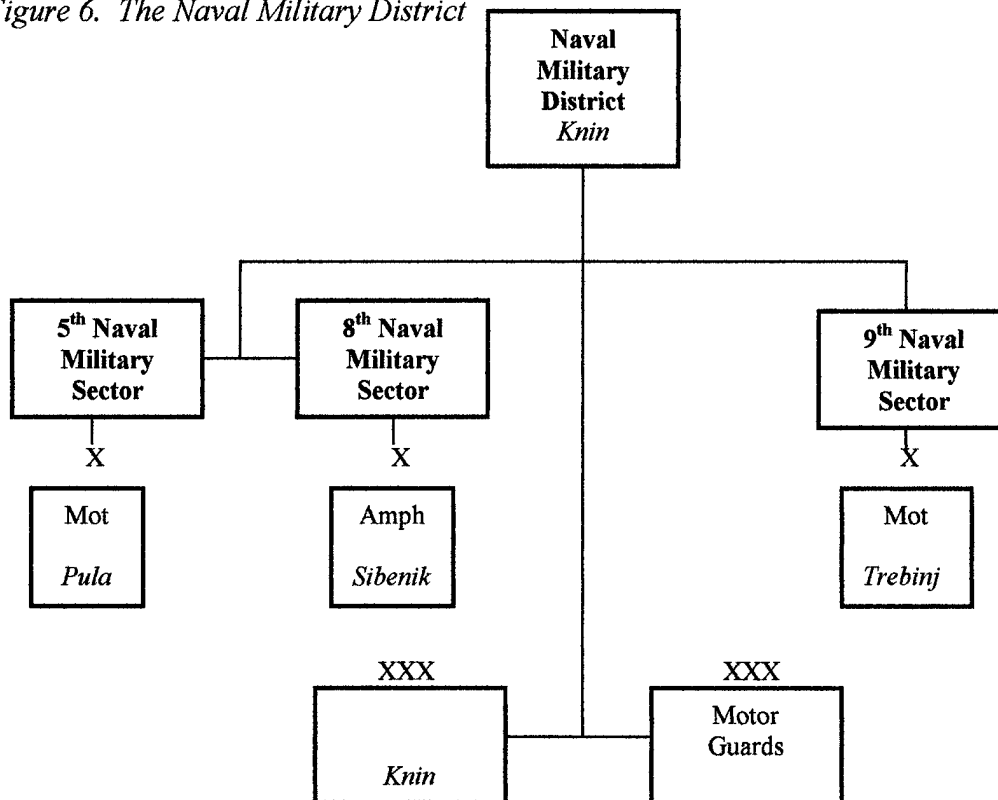 igure 6. The Naval Military District
Naval
Military
District
Knin
5th Naval
Military
Sector
8th Naval
Military
Sector
9th Naval
Military
Sector
X
X
X
Mot
Pula
Amph
Sibenik
Mot
Trebinj
XXX
XXX
Knin
Motor
Guards